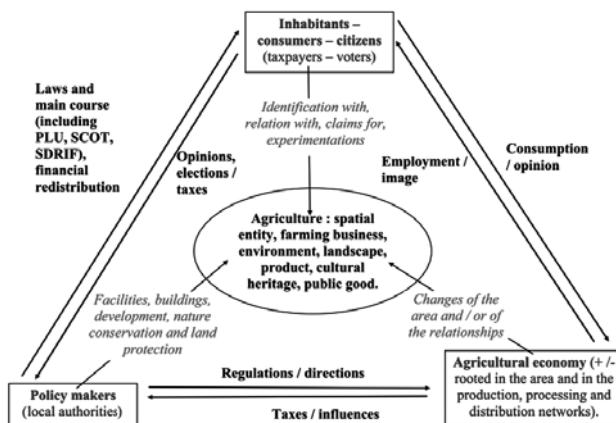 Inhabitants –
consumers – citizens
(taxpayers – voters)
Laws and
main course
(including
PLU, SCOT,
SDRIF),
financial
redistribution
Identification with,
relation with, claims for,
experimentations
Opinions,
elections /
taxes
Employment /
image
Consumption
/ opinion
Agriculture : spatial
entity, farming business,
environment, landscape,
product, cultural
heritage, public good.
Facilities, buildings,
development, nature
conservation and land
protection
Changes of the
area and / or of
the relationships
Regulations / directions
Taxes / influences
Policy makers
(local authorities)
Agricultural economy (+ /-
rooted in the area and in the
production, processing and
distribution networks).